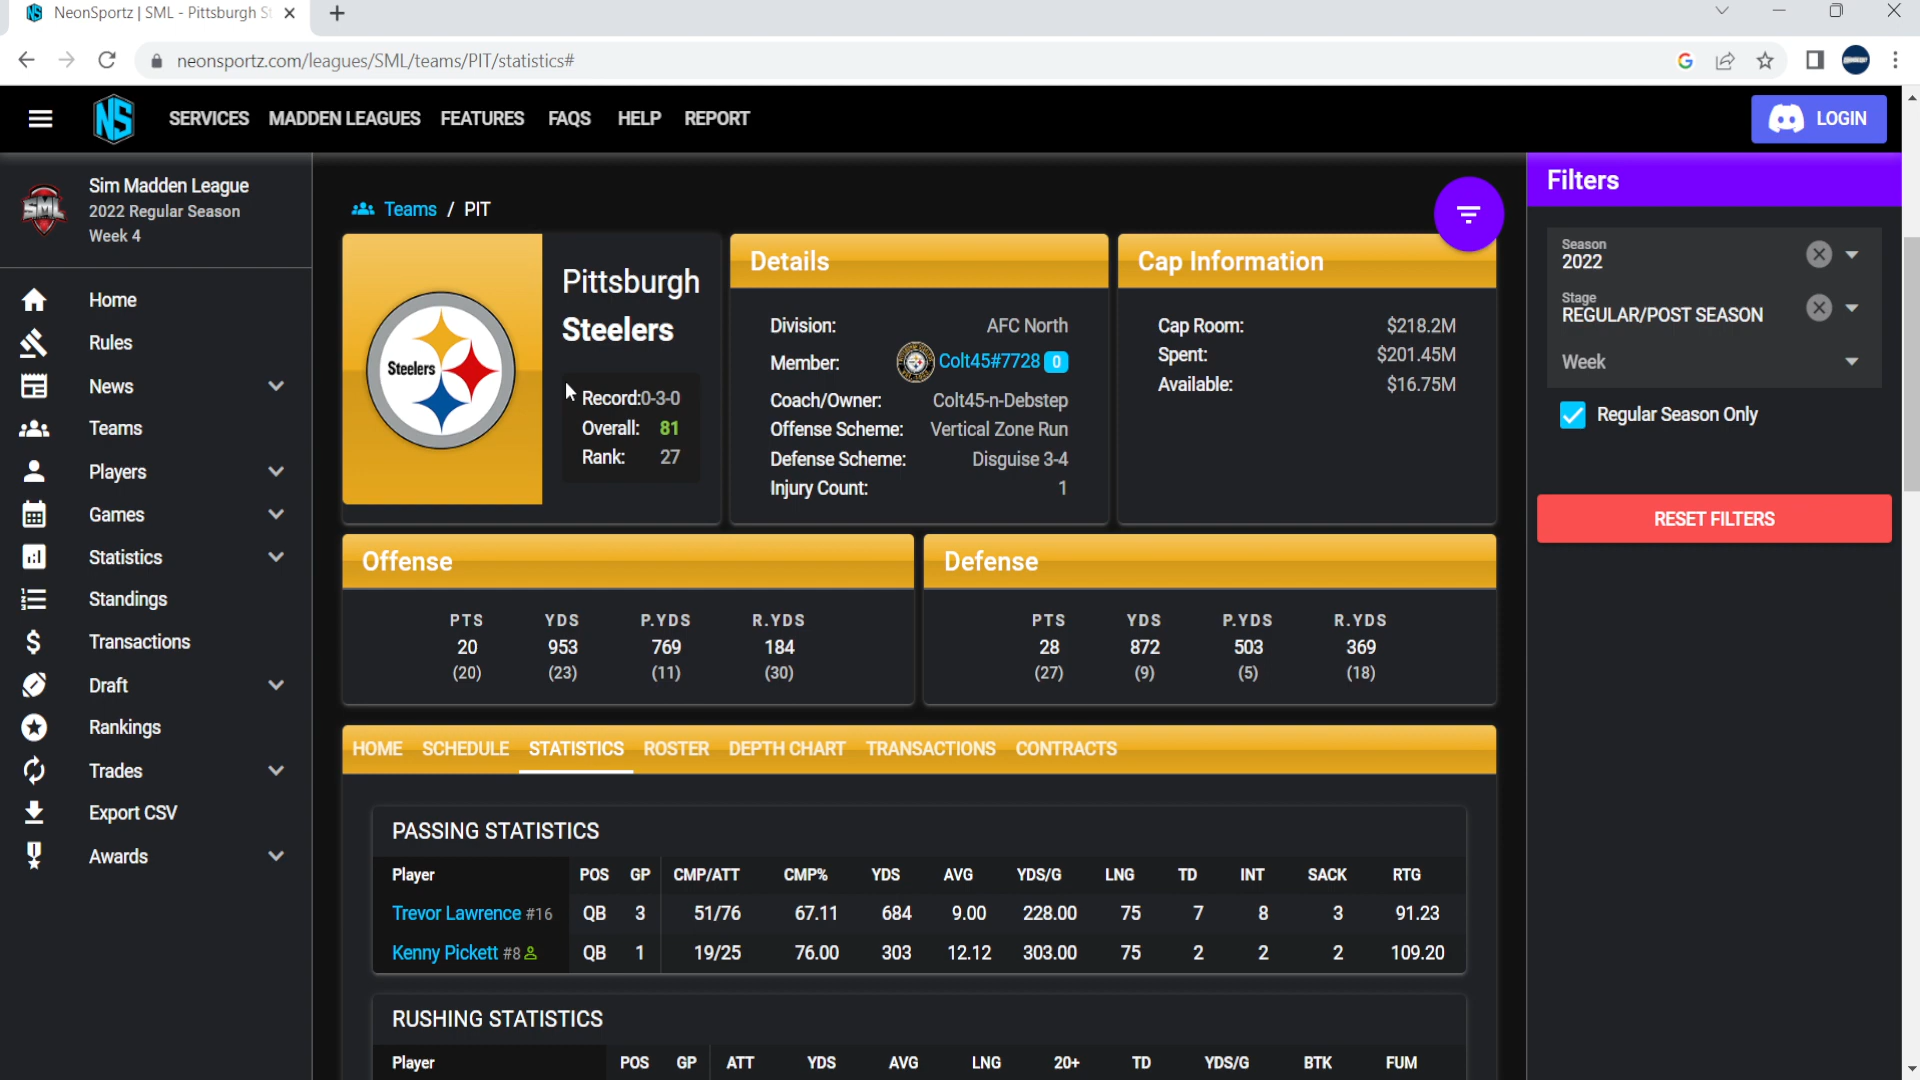 NeonSportz | SML - Pittsburgh St
neonsportz.com/leagues/SML/teams/PIT/statistics#
NS SERVICES MADDEN LEAGUES FEATURES FAQS HELP REPORT LOGIN
SML
Sim Madden League
2022 Regular Season
Week 4
Home
Rules
News
Teams
Players
Games
Statistics
Standings
Transactions
Draft
Rankings
Trades
Export CSV
Awards
Teams / PIT
Steelers
Pittsburgh
Steelers
Record:0-3-0
Overall: 81
Rank: 27
Details
Division: AFC North
Member: Colt45#7728 0
Coach/Owner: Colt45-n-Debstep
Offense Scheme: Vertical Zone Run
Defense Scheme: Disguise 3-4
Injury Count: 1
Cap Information
Cap Room: $218.2M
Spent: $201.45M
Available: $16.75M
Offense
PTS YDS P.YDS R.YDS
20 953 769 184
(20) (23) (11) (30)
Defense
PTS YDS P.YDS R.YDS
28 872 503 369
(27) (9) (5) (18)
HOME SCHEDULE STATISTICS ROSTER DEPTH CHART TRANSACTIONS CONTRACTS
PASSING STATISTICS
Player POS GP CMP/ATT CMP% YDS AVG YDS/G LNG TD INT SACK RTG
Trevor Lawrence #16 QB 3 51/76 67.11 684 9.00 228.00 75 7 8 3 91.23
Kenny Pickett #8 QB 1 19/25 76.00 303 12.12 303.00 75 2 2 2 109.20
RUSHING STATISTICS
Player POS GP ATT YDS AVG LNG 20+ TD YDS/G BTK FUM
Filters
Season
2022
Stage
REGULAR/POST SEASON
Week
Regular Season Only
RESET FILTERS